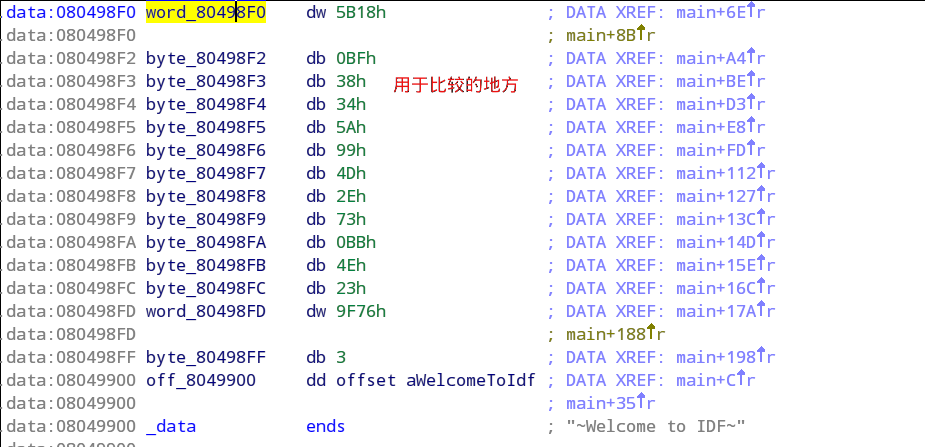 data:080498F0 word_80498F0 dw 5B18h ; DATA XREF: main+6E↑r
data:080498F0 ; main+8B↑r
data:080498F2 byte_80498F2 db 0BFh ; DATA XREF: main+A4↑r
data:080498F3 byte_80498F3 db 38h 用于比较的地方 ; DATA XREF: main+BE↑r
data:080498F4 byte_80498F4 db 34h ; DATA XREF: main+D3↑r
data:080498F5 byte_80498F5 db 5Ah ; DATA XREF: main+E8↑r
data:080498F6 byte_80498F6 db 99h ; DATA XREF: main+FD↑r
data:080498F7 byte_80498F7 db 4Dh ; DATA XREF: main+112↑r
data:080498F8 byte_80498F8 db 2Eh ; DATA XREF: main+127↑r
data:080498F9 byte_80498F9 db 73h ; DATA XREF: main+13C↑r
data:080498FA byte_80498FA db 0BBh ; DATA XREF: main+14D↑r
data:080498FB byte_80498FB db 4Eh ; DATA XREF: main+15E↑r
data:080498FC byte_80498FC db 23h ; DATA XREF: main+16C↑r
data:080498FD word_80498FD dw 9F76h ; DATA XREF: main+17A↑r
data:080498FD ; main+188↑r
data:080498FF byte_80498FF db 3 ; DATA XREF: main+198↑r
data:08049900 off_8049900 dd offset aWelcomeToIdf ; DATA XREF: main+C↑r
data:08049900 ; main+35↑r
data:08049900 _data ends ; "~Welcome to IDF~"